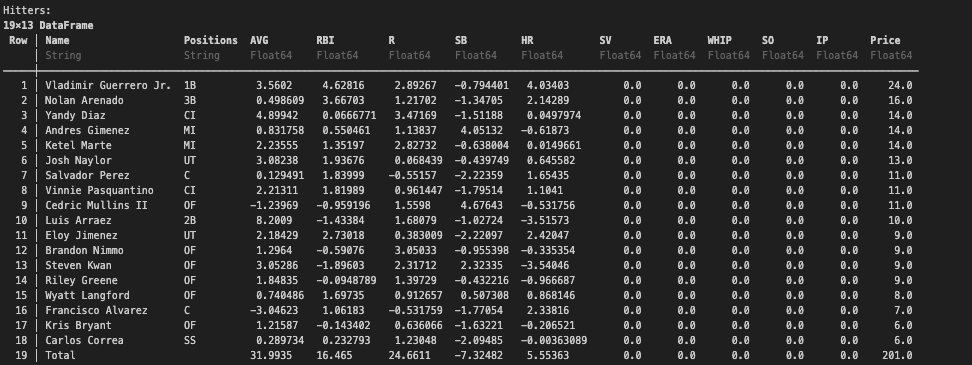 Hitters:
19×13 DataFrame
Row │ Name Positions AVG RBI R SB HR SV ERA WHIP SO IP Price
│ String String Float64 Float64 Float64 Float64 Float64 Float64 Float64 Float64 Float64 Float64 Float64
1 │ Vladimir Guerrero Jr. 1B 3.5602 4.62816 2.89267 -0.794401 4.03403 0.0 0.0 0.0 0.0 0.0 24.0
2 │ Nolan Arenado 3B 0.498609 3.66703 1.21702 -1.34705 2.14289 0.0 0.0 0.0 0.0 0.0 16.0
3 │ Yandy Diaz CI 4.89942 0.0666771 3.47169 -1.51188 0.0497974 0.0 0.0 0.0 0.0 0.0 14.0
4 │ Andres Gimenez MI 0.831758 0.550461 1.13837 4.05132 -0.61873 0.0 0.0 0.0 0.0 0.0 14.0
5 │ Ketel Marte MI 2.23555 1.35197 2.82732 -0.638004 0.0149661 0.0 0.0 0.0 0.0 0.0 14.0
6 │ Josh Naylor UT 3.08238 1.93676 0.068439 -0.439749 0.645582 0.0 0.0 0.0 0.0 0.0 13.0
7 │ Salvador Perez C 0.129491 1.83999 -0.55157 -2.22359 1.65435 0.0 0.0 0.0 0.0 0.0 11.0
8 │ Vinnie Pasquantino CI 2.21311 1.81989 0.961447 -1.79514 1.1041 0.0 0.0 0.0 0.0 0.0 11.0
9 │ Cedric Mullins II OF -1.23969 -0.959196 1.5598 4.67643 -0.531756 0.0 0.0 0.0 0.0 0.0 11.0
10 │ Luis Arraez 2B 8.2009 -1.43384 1.68079 -1.02724 -3.51573 0.0 0.0 0.0 0.0 0.0 10.0
11 │ Eloy Jimenez UT 2.18429 2.73018 0.383009 -2.22097 2.42047 0.0 0.0 0.0 0.0 0.0 9.0
12 │ Brandon Nimmo OF 1.2964 -0.59076 3.05033 -0.955398 -0.335354 0.0 0.0 0.0 0.0 0.0 9.0
13 │ Steven Kwan OF 3.05286 -1.89603 2.31712 2.32335 -3.54046 0.0 0.0 0.0 0.0 0.0 9.0
14 │ Riley Greene OF 1.84835 -0.0948789 1.39729 -0.432216 -0.966687 0.0 0.0 0.0 0.0 0.0 9.0
15 │ Wyatt Langford OF 0.740486 1.69735 0.912657 0.507308 0.868146 0.0 0.0 0.0 0.0 0.0 8.0
16 │ Francisco Alvarez C -3.04623 1.06183 -0.531759 -1.77054 2.33816 0.0 0.0 0.0 0.0 0.0 7.0
17 │ Kris Bryant OF 1.21587 -0.143402 0.636066 -1.63221 -0.206521 0.0 0.0 0.0 0.0 0.0 6.0
18 │ Carlos Correa SS 0.289734 0.232793 1.23048 -2.09485 -0.00363089 0.0 0.0 0.0 0.0 0.0 6.0
19 │ Total 31.9935 16.465 24.6611 -7.32482 5.55363 0.0 0.0 0.0 0.0 0.0 201.0